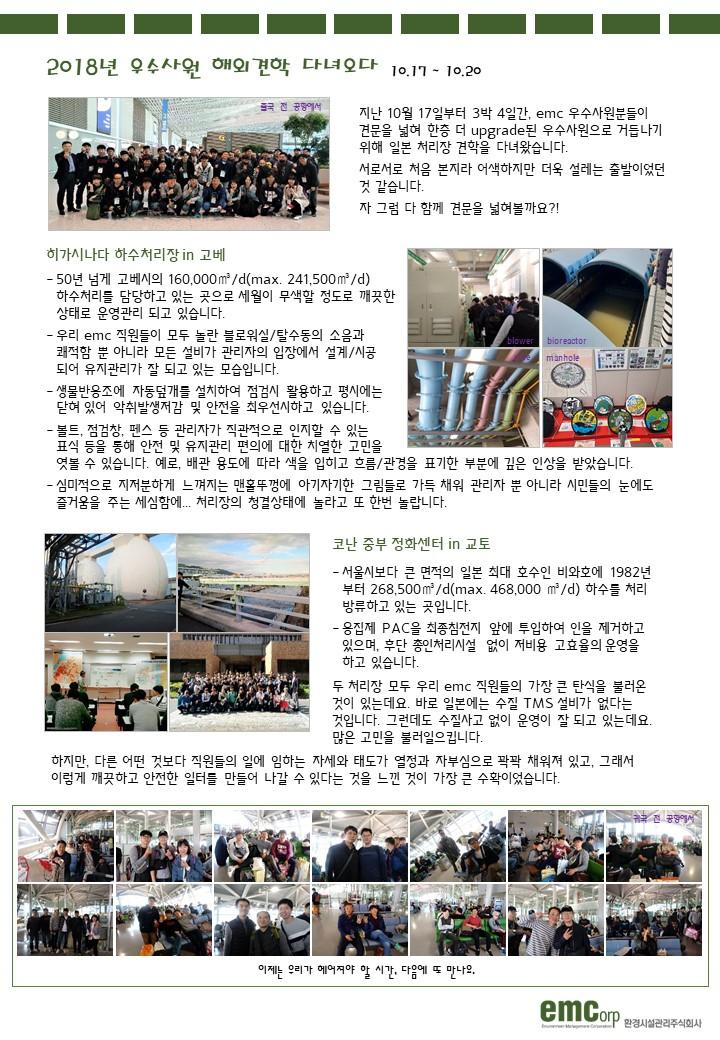 2018년 우수사원 해외견학 다녀오다 10.17 ~ 10.20
출국 전 공항에서
지난 10월 17일부터 3박 4일간, emc 우수사원분들이
견문을 넓혀 한층 더 upgrade된 우수사원으로 거듭나기
위해 일본 처리장 견학을 다녀왔습니다.
서로서로 처음 본지라 어색하지만 더욱 설레는 출발이었던
것 같습니다.
자 그럼 다 함께 견문을 넓혀볼까요?!
히가시나다 하수처리장 in 고베
- 50년 넘게 고베시의 160,000㎥/d(max. 241,500㎥/d)
하수처리를 담당하고 있는 곳으로 세월이 무색할 정도로 깨끗한
상태로 운영관리 되고 있습니다.
- 우리 emc 직원들이 모두 놀란 블로워실/탈수동의 소음과
쾌적함 뿐 아니라 모든 설비가 관리자의 입장에서 설계/시공
되어 유지관리가 잘 되고 있는 모습입니다.
- 생물반응조에 자동덮개를 설치하여 점검시 활용하고 평시에는
닫혀 있어 악취발생저감 및 안전을 최우선시하고 있습니다.
- 볼트, 점검창, 펜스 등 관리자가 직관적으로 인지할 수 있는
표식 등을 통해 안전 및 유지관리 편의에 대한 치열한 고민을
엿볼 수 있습니다. 예로, 배관 용도에 따라 색을 입히고 흐름/관경을 표기한 부분에 깊은 인상을 받았습니다.
- 심미적으로 지저분하게 느껴지는 맨홀뚜껑에 아기자기한 그림들로 가득 채워 관리자 뿐 아니라 시민들의 눈에도
즐거움을 주는 세심함에... 처리장의 청결상태에 놀라고 또 한번 놀랍니다.
blower
bioreactor
manhole
코난 중부 정화센터 in 교토
- 서울시보다 큰 면적의 일본 최대 호수인 비와호에 1982년
부터 268,500㎥/d(max. 468,000 ㎥/d) 하수를 처리
방류하고 있는 곳입니다.
- 응집제 PAC을 최종침전지 앞에 투입하여 인을 제거하고
있으며, 후단 총인처리시설 없이 저비용 고효율의 운영을
하고 있습니다.
두 처리장 모두 우리 emc 직원들의 가장 큰 탄식을 불러온
것이 있는데요. 바로 일본에는 수질 TMS 설비가 없다는
것입니다. 그런데도 수질사고 없이 운영이 잘 되고 있는데요.
많은 고민을 불러일으킵니다.
하지만, 다른 어떤 것보다 직원들의 일에 임하는 자세와 태도가 열정과 자부심으로 꽉꽉 채워져 있고, 그래서
이렇게 깨끗하고 안전한 일터를 만들어 나갈 수 있다는 것을 느낀 것이 가장 큰 수확이었습니다.
귀국 전 공항에서
이제는 우리가 헤어져야 할 시간, 다음에 또 만나요.
emcorp 환경시설관리주식회사
Environment Management Corporation